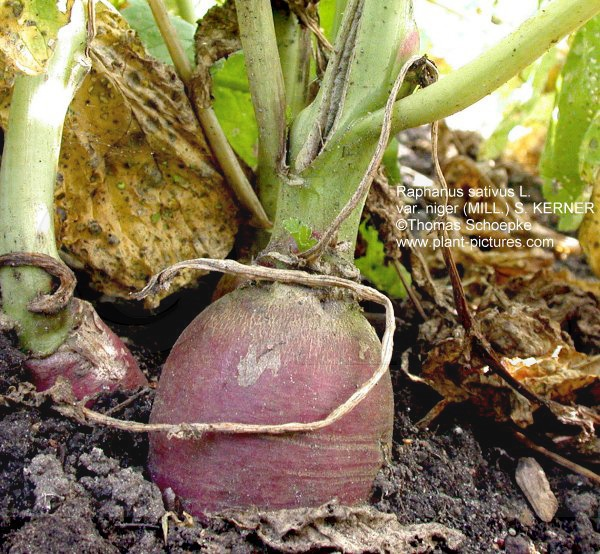 Raphanus sativus L.
var. niger (MILL.) S. KERNER
©Thomas Schoepke
www.plant-pictures.com